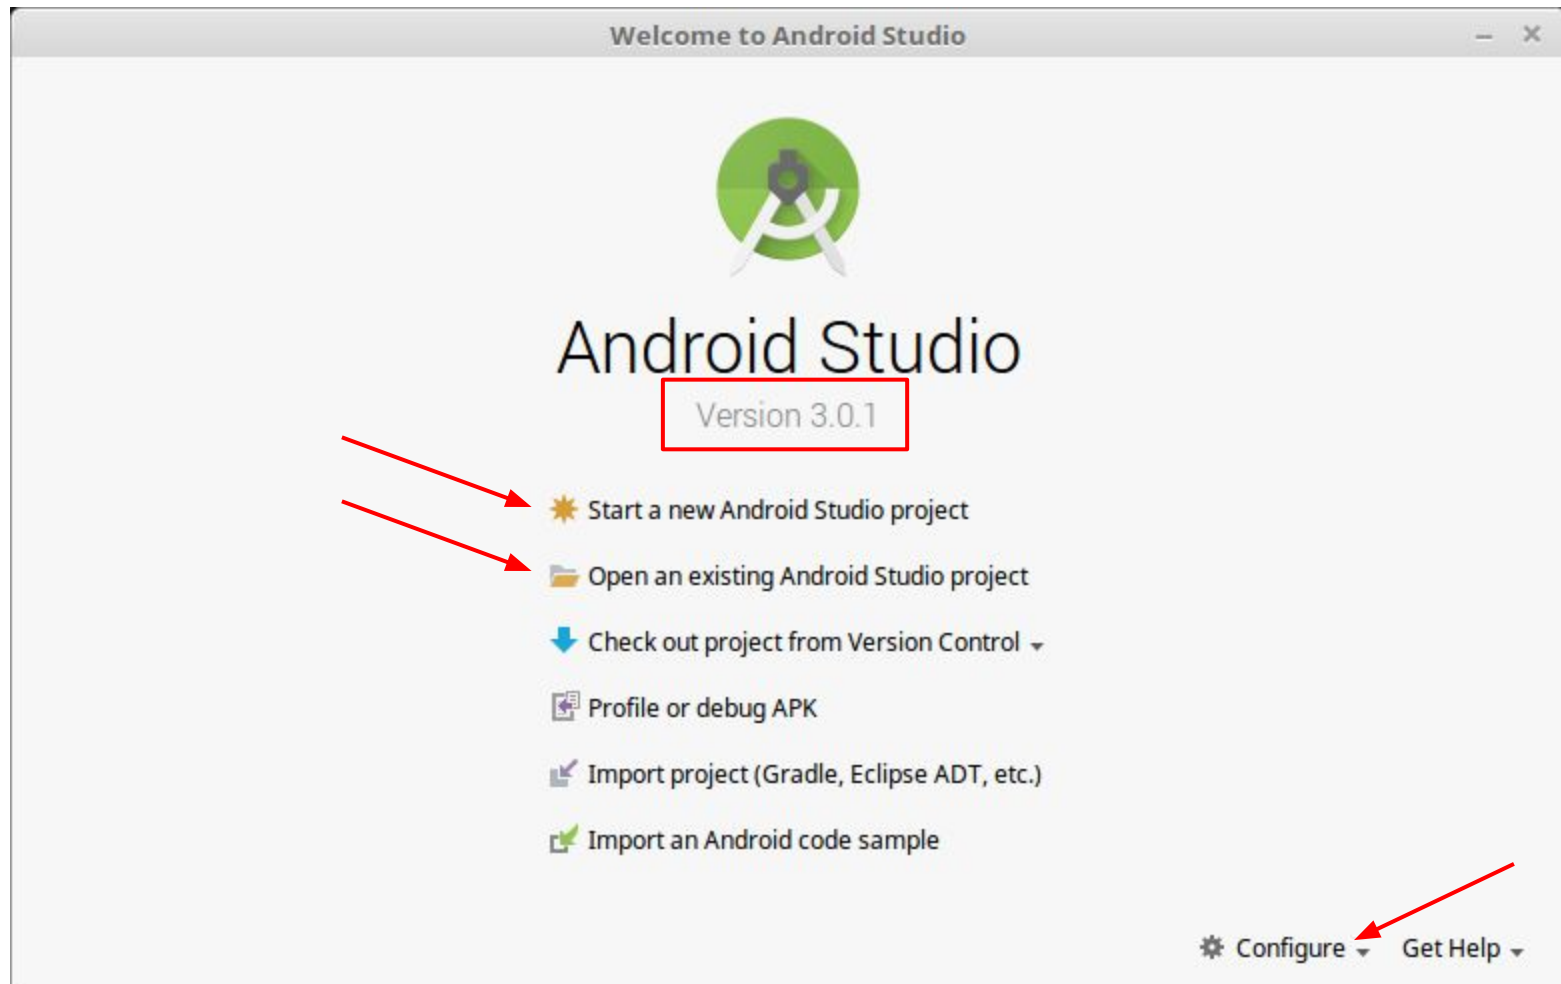 Welcome to Android Studio
Android Studio
Version 3.0.1
Start a new Android Studio project
Open an existing Android Studio project
Check out project from Version Control
Profile or debug APK
Import project (Gradle, Eclipse ADT, etc.)
Import an Android code sample
Configure Get Help